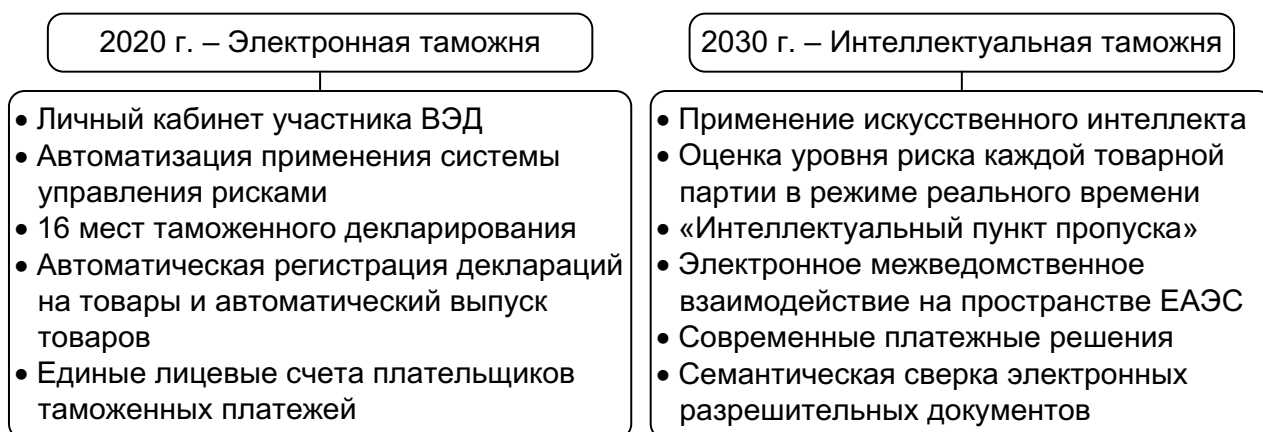 2020 г. – Электронная таможня
• Личный кабинет участника ВЭД
• Автоматизация применения системы
управления рисками
• 16 мест таможенного декларирования
• Автоматическая регистрация деклараций
на товары и автоматический выпуск
товаров
• Единые лицевые счета плательщиков
таможенных платежей
2030 г. – Интеллектуальная таможня
• Применение искусственного интеллекта
• Оценка уровня риска каждой товарной
партии в режиме реального времени
• «Интеллектуальный пункт пропуска»
• Электронное межведомственное
взаимодействие на пространстве ЕАЭС
• Современные платежные решения
• Семантическая сверка электронных
разрешительных документов